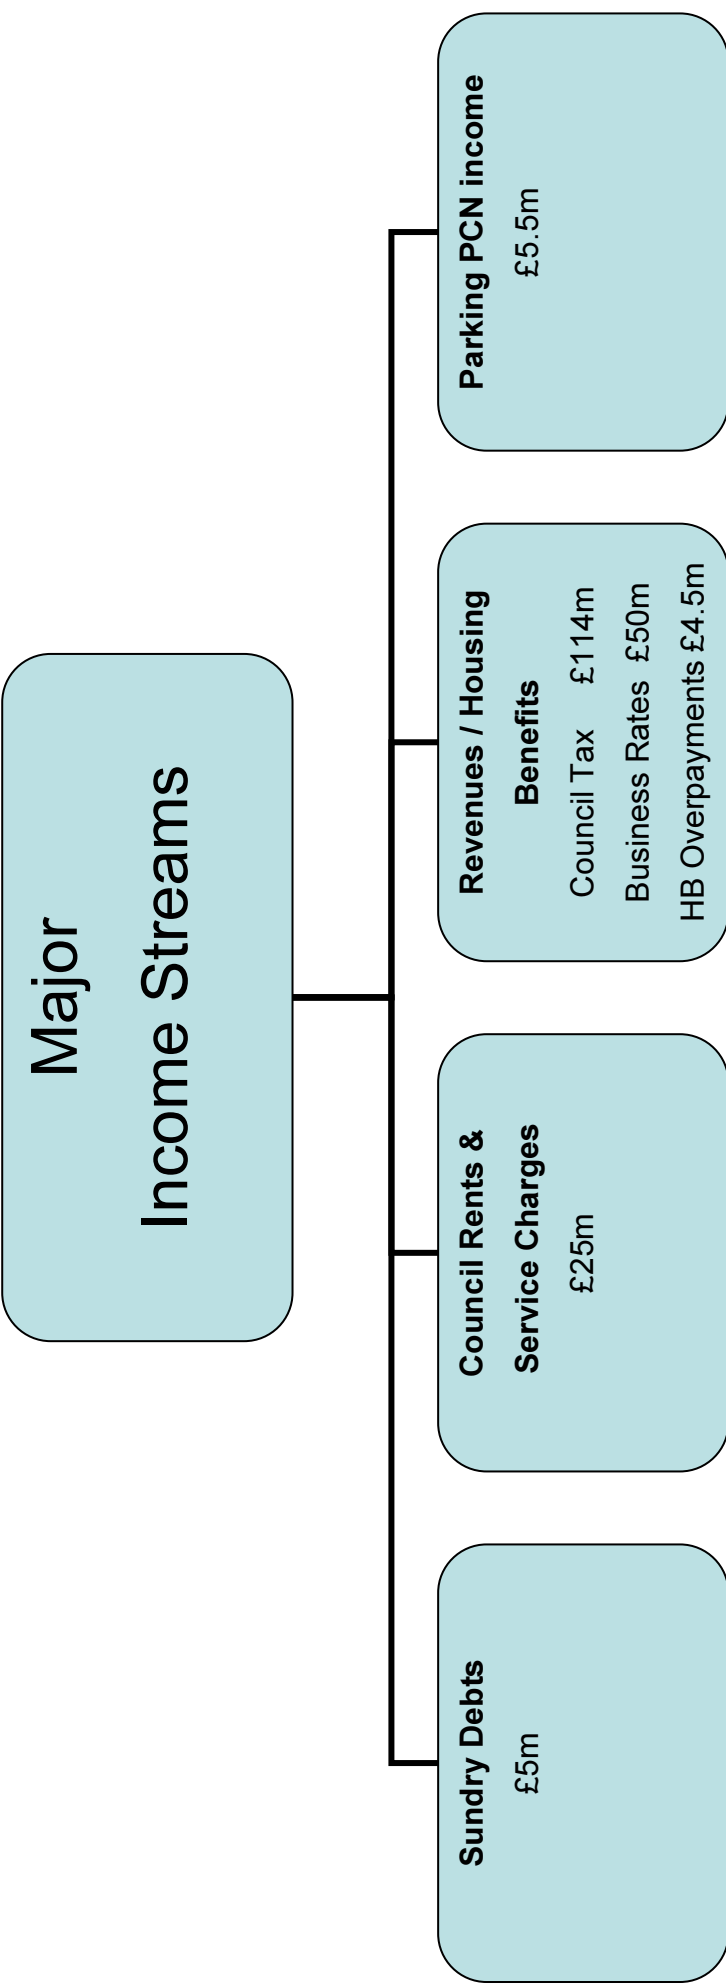 Major
Income Streams
Sundry Debts
£5m
Council Rents &
Service Charges
£25m
Revenues / Housing
Benefits
Council Tax £114m
Business Rates £50m
HB Overpayments £4.5m
Parking PCN income
£5.5m